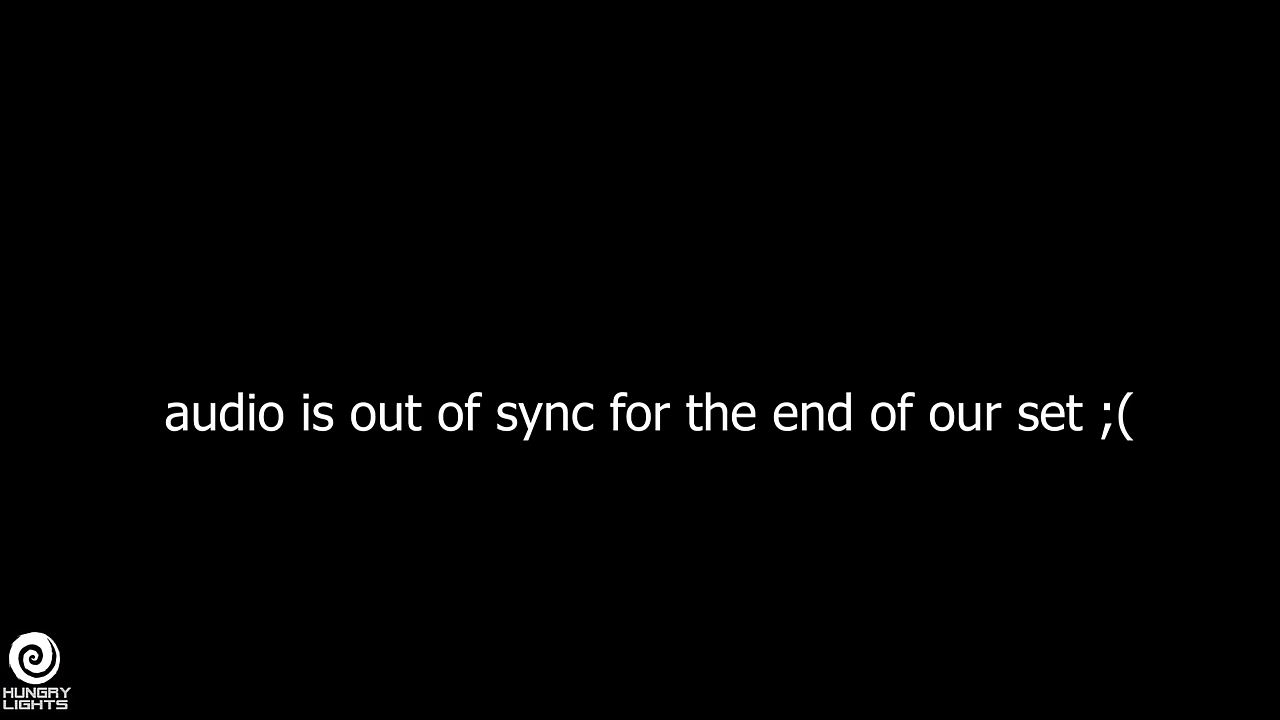 audio is out of sync for the end of our set ;(
HUNGRY
LIGHTS